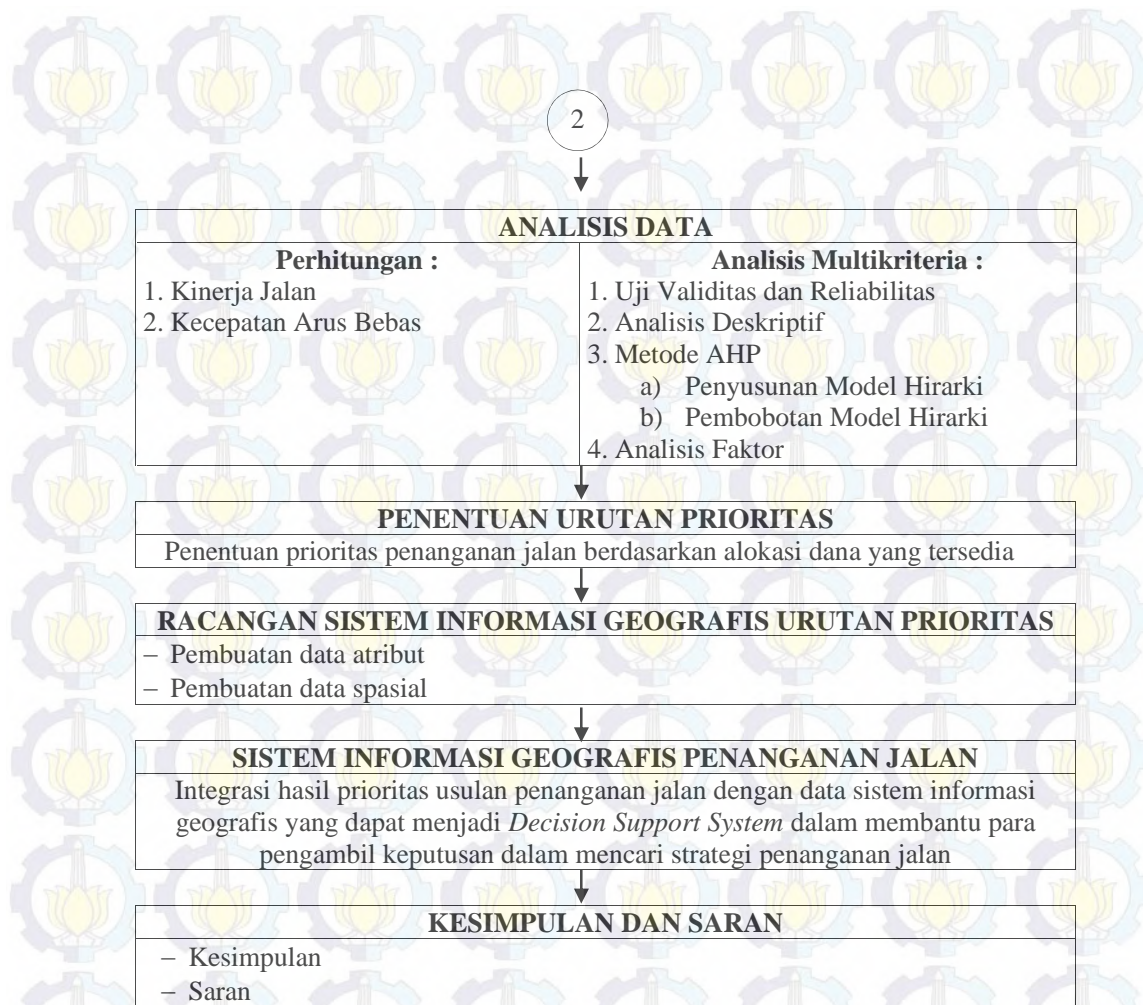 2
ANALISIS DATA
Perhitungan :
1. Kinerja Jalan
2. Kecepatan Arus Bebas
Analisis Multikriteria :
1. Uji Validitas dan Reliabilitas
2. Analisis Deskriptif
3. Metode AHP
a) Penyusunan Model Hirarki
b) Pembobotan Model Hirarki
4. Analisis Faktor
PENENTUAN URUTAN PRIORITAS
Penentuan prioritas penanganan jalan berdasarkan alokasi dana yang tersedia
RACANGAN SISTEM INFORMASI GEOGRAFIS URUTAN PRIORITAS
− Pembuatan data atribut
− Pembuatan data spasial
SISTEM INFORMASI GEOGRAFIS PENANGANAN JALAN
Integrasi hasil prioritas usulan penanganan jalan dengan data sistem informasi
geografis yang dapat menjadi Decision Support System dalam membantu para
pengambil keputusan dalam mencari strategi penanganan jalan
KESIMPULAN DAN SARAN
− Kesimpulan
− Saran